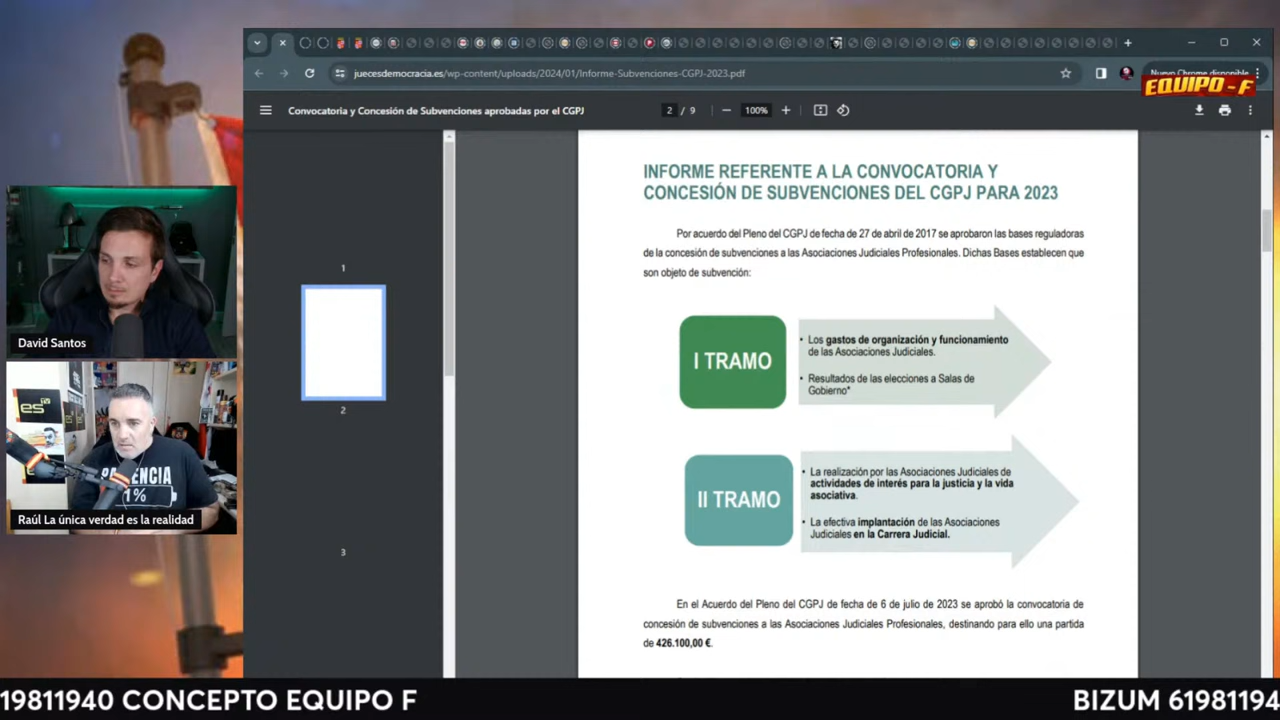 juecesdemocracia.es/wp-content/uploads/2024/01/Informe-Subvenciones-CGPJ-2023.pdf
Nuevo Chrome disponible
EQUIPO-F
Convocatoria y Concesión de Subvenciones aprobadas por el CGPJ
2 / 9
100%
1
2
3
INFORME REFERENTE A LA CONVOCATORIA Y
CONCESIÓN DE SUBVENCIONES DEL CGPJ PARA 2023
Por acuerdo del Pleno del CGPJ de fecha de 27 de abril de 2017 se aprobaron las bases reguladoras
de la concesión de subvenciones a las Asociaciones Judiciales Profesionales. Dichas Bases establecen que
son objeto de subvención:
I TRAMO
• Los gastos de organización y funcionamiento
de las Asociaciones Judiciales.
• Resultados de las elecciones a Salas de
Gobierno*
II TRAMO
• La realización por las Asociaciones Judiciales de
actividades de interés para la justicia y la vida
asociativa.
• La efectiva implantación de las Asociaciones
Judiciales en la Carrera Judicial.
En el Acuerdo del Pleno del CGPJ de fecha de 6 de julio de 2023 se aprobó la convocatoria de
concesión de subvenciones a las Asociaciones Judiciales Profesionales, destinando para ello una partida
de 426.100,00 €.
David Santos
es
1%
Raúl La única verdad es la realidad
19811940 CONCEPTO EQUIPO F
BIZUM 61981194